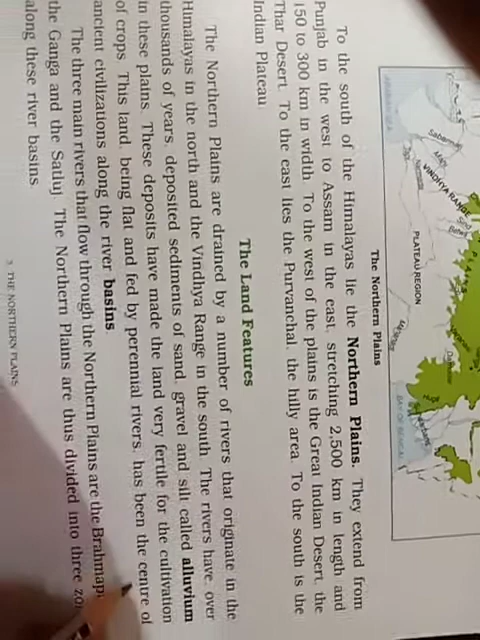 ARABIAN SEA
Sabarmati
Mahi
VINDHYA RANGE
Sind
Betwa
PLATEAU REGION
Damodar
BAY OF BENGAL
The Northern Plains
To the south of the Himalayas lie the Northern Plains. They extend from
Punjab in the west to Assam in the east, stretching 2,500 km in length and
150 to 300 km in width. To the west of the plains is the Great Indian Desert, the
Thar Desert. To the east lies the Purvanchal, the hilly area. To the south is the
Indian Plateau
The Land Features
The Northern Plains are drained by a number of rivers that originate in the
Himalayas in the north and the Vindhya Range in the south. The rivers have, over
thousands of years, deposited sediments of sand, gravel and silt called alluvium
in these plains. These deposits have made the land very fertile for the cultivation
of crops. This land, being flat and fed by perennial rivers, has been the centre of
ancient civilizations along the river basins.
The three main rivers that flow through the Northern Plains are the Brahmap
the Ganga and the Satluj. The Northern Plains are thus divided into three zo
along these river basins
3 THE NORTHERN PLAINS